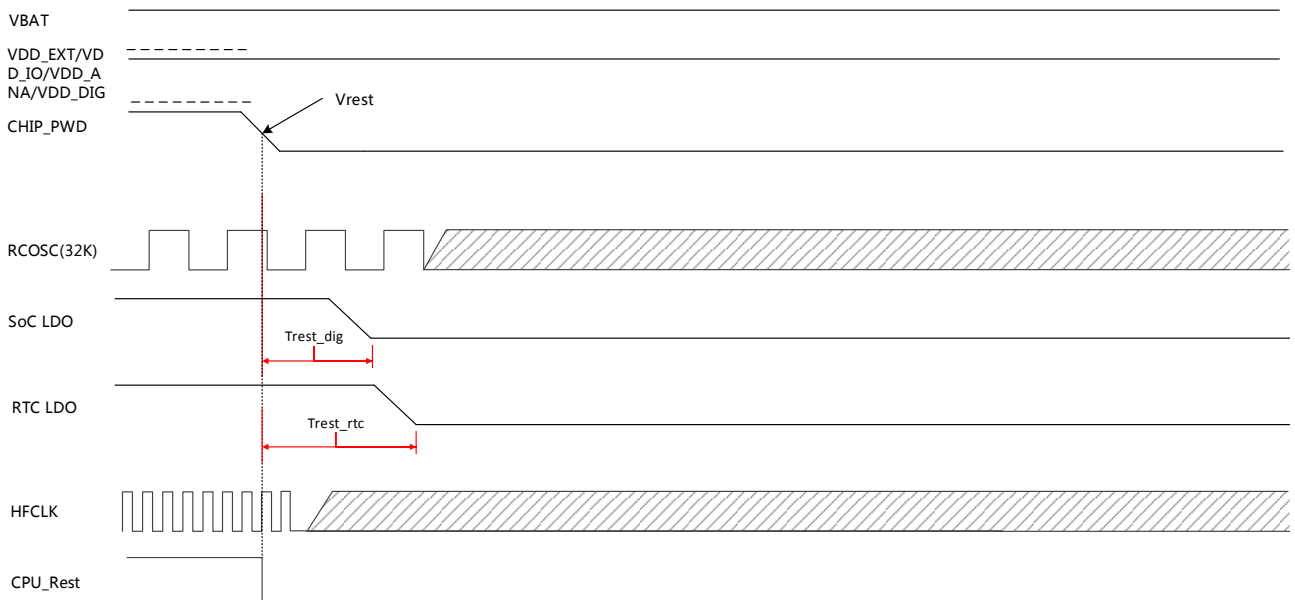 VBAT
VDD_EXT/VD
D_IO/VDD_A
NA/VDD_DIG
Vrest
CHIP_PWD
RCOSC(32K)
SoC LDO
Trest_dig
RTC LDO
Trest_rtc
HFCLK
CPU_Rest